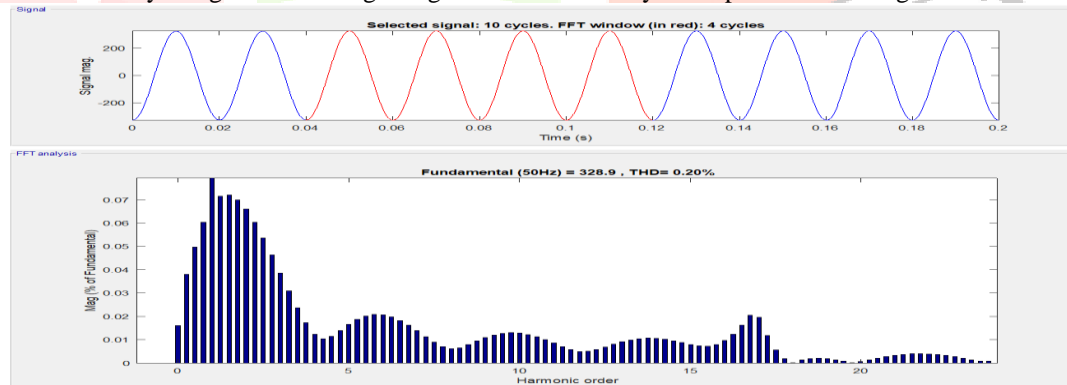 Signal
Selected signal: 10 cycles. FFT window (in red): 4 cycles
200
0
-200
Signal mag.
0 0.02 0.04 0.06 0.08 0.1 0.12 0.14 0.16 0.18 0.2
Time (s)
FFT analysis
Fundamental (50Hz) = 328.9 , THD= 0.20%
0.07
0.06
0.05
0.04
0.03
0.02
0.01
0
Mag (% of Fundamental)
0 5 10 15 20
Harmonic order